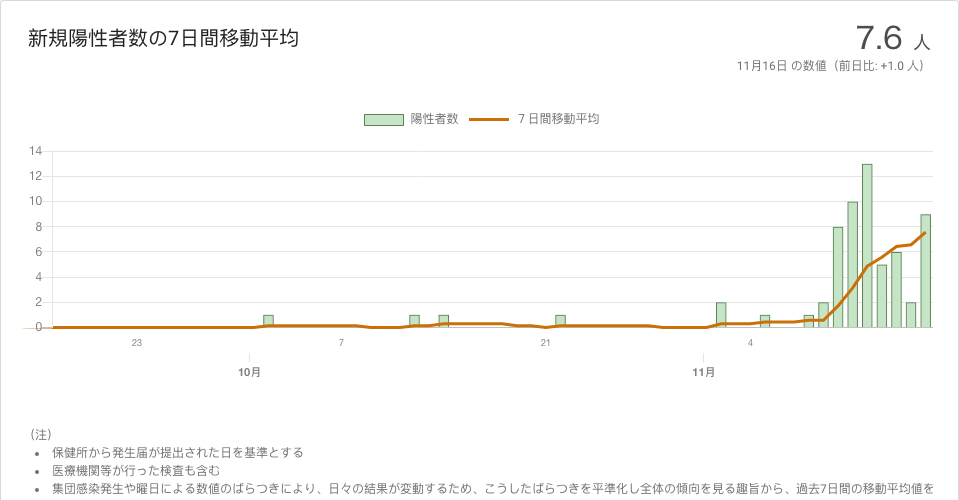 新規陽性者数の7日間移動平均
7.6 人
11月16日 の数値（前日比: +1.0 人）
陽性者数
7 日間移動平均
14
12
10
8
6
4
2
0
23
7
21
4
10月
11月
（注）
• 保健所から発生届が提出された日を基準とする
• 医療機関等が行った検査も含む
• 集団感染発生や曜日による数値のばらつきにより、日々の結果が変動するため、こうしたばらつきを平準化し全体の傾向を見る趣旨から、過去7日間の移動平均値を